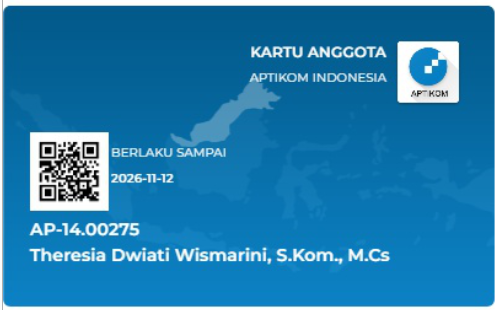 KARTU ANGGOTA
APTIKOM INDONESIA
APTIKOM
BERLAKU SAMPAI
2026-11-12
AP-14.00275
Theresia Dwiati Wismarini, S.Kom., M.Cs